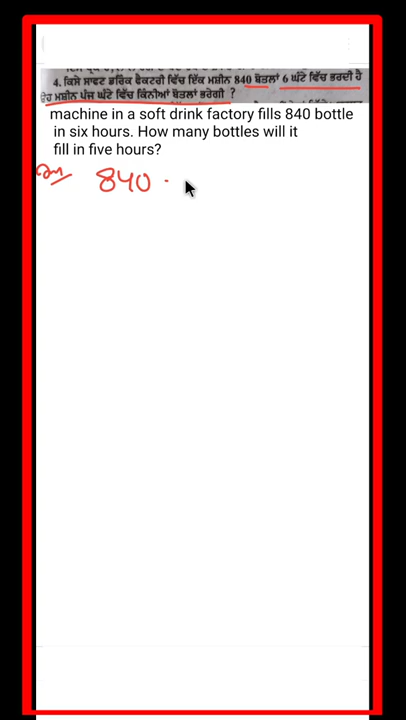 4. ਕਿਸੇ ਸਾਫਟ ਡਰਿੰਕ ਫੈਕਟਰੀ ਵਿੱਚ ਇੱਕ ਮਸ਼ੀਨ 840 ਬੋਤਲਾਂ 6 ਘੰਟੇ ਵਿੱਚ ਭਰਦੀ ਹੈ
ਉਹ ਮਸ਼ੀਨ ਪੰਜ ਘੰਟੇ ਵਿੱਚ ਕਿੰਨੀਆਂ ਬੋਤਲਾਂ ਭਰੇਗੀ ?
machine in a soft drink factory fills 840 bottle
in six hours. How many bottles will it
fill in five hours?
840